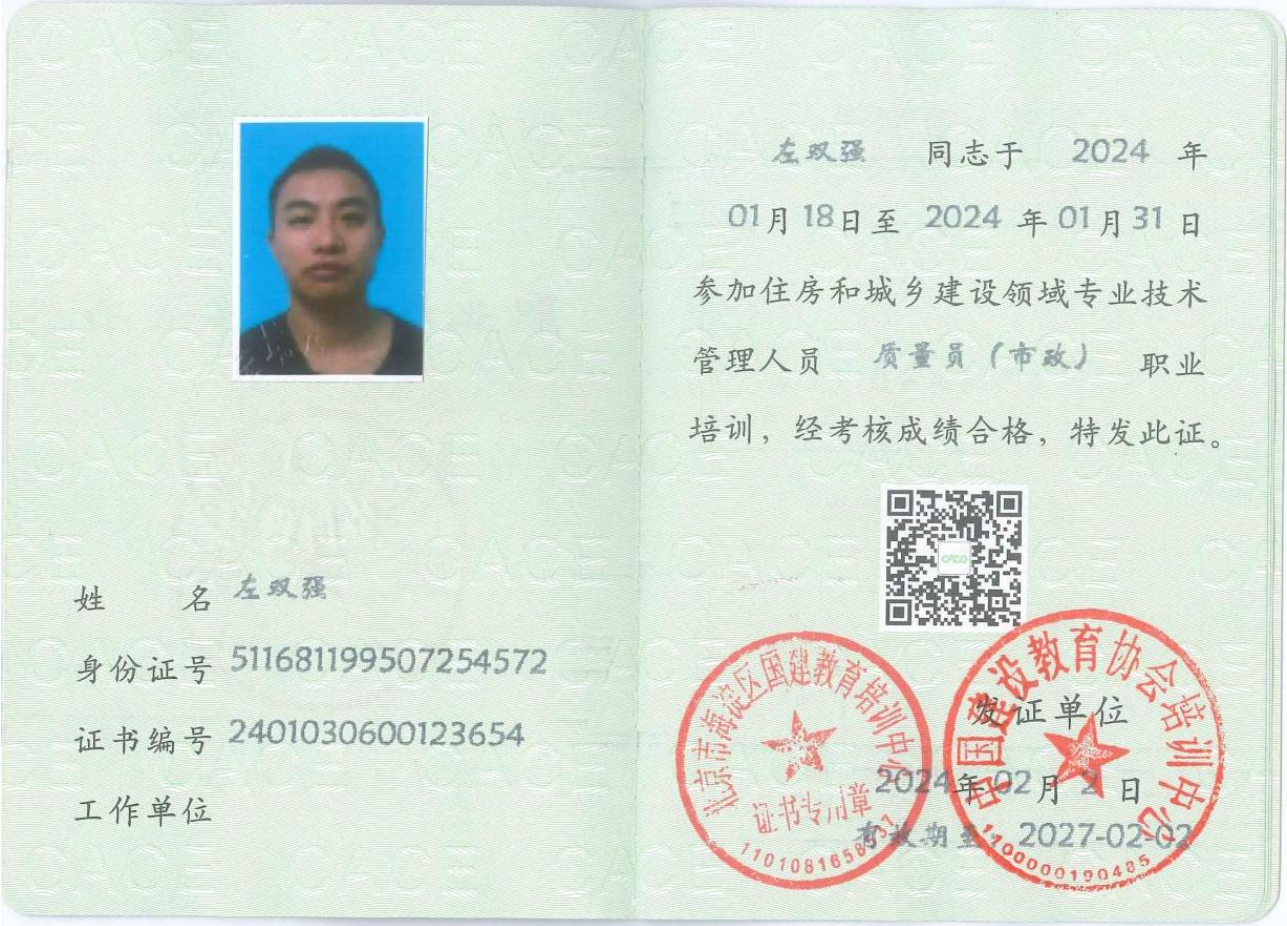 左双强 同志于 2024 年
01月18日至 2024 年01月31日
参加住房和城乡建设领域专业技术
管理人员 质量员(市政) 职业
培训，经考核成绩合格，特发此证。
姓 名 左双强
身份证号 511681199507254572
证书编号 2401030600123654
工作单位
CACE
北京市海淀区国建教育培训中心
证书专用章
中国建设教育协会培训中心
1100000190485
发证单位
2024年02月2日
有效期至：2027-02-02